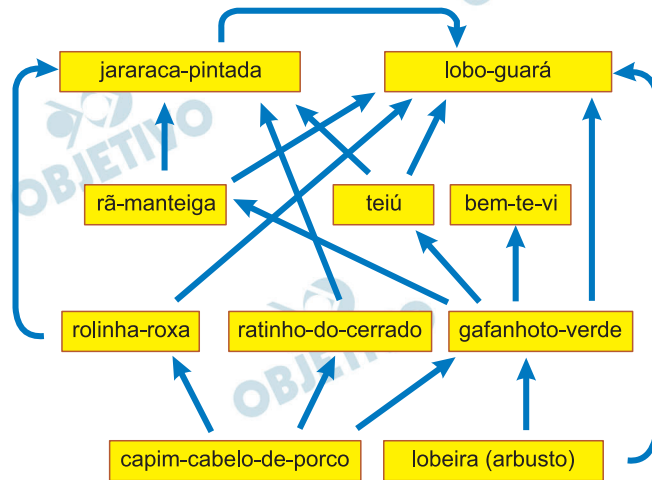 jararaca-pintada
lobo-guará
OBJETIVO
rã-manteiga
teiú
bem-te-vi
rolinha-roxa
ratinho-do-cerrado
gafanhoto-verde
OBJETIVO
capim-cabelo-de-porco
lobeira (arbusto)